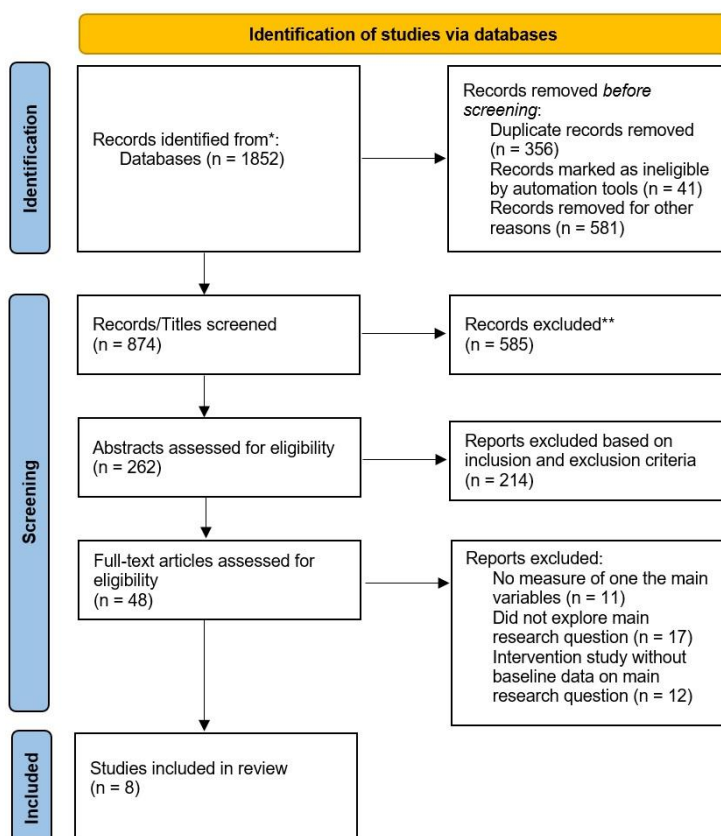 Identification of studies via databases
Identification
Records identified from*:
Databases (n = 1852)
Records removed before
screening:
Duplicate records removed
(n = 356)
Records marked as ineligible
by automation tools (n = 41)
Records removed for other
reasons (n = 581)
Screening
Records/Titles screened
(n = 874)
Records excluded**
(n = 585)
Abstracts assessed for eligibility
(n = 262)
Reports excluded based on
inclusion and exclusion criteria
(n = 214)
Full-text articles assessed for
eligibility
(n = 48)
Reports excluded:
No measure of one the main
variables (n = 11)
Did not explore main
research question (n = 17)
Intervention study without
baseline data on main
research question (n = 12)
Included
Studies included in review
(n = 8)